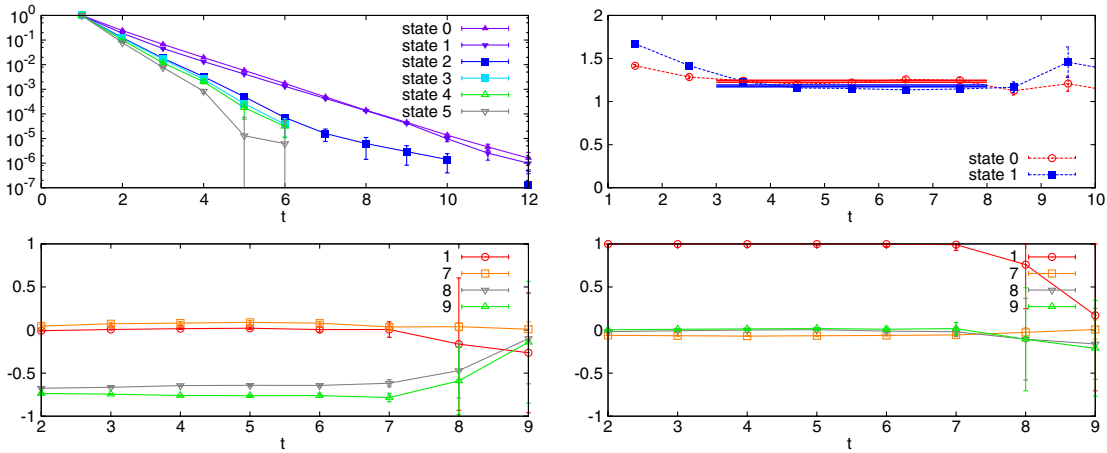 10^0
10^-1
10^-2
10^-3
10^-4
10^-5
10^-6
10^-7
0 2 4 6 8 10 12
t
state 0
state 1
state 2
state 3
state 4
state 5
2
1.5
1
0.5
0
1 2 3 4 5 6 7 8 9 10
t
state 0
state 1
1
0.5
0
-0.5
-1
2 3 4 5 6 7 8 9
t
1
7
8
9
1
0.5
0
-0.5
-1
2 3 4 5 6 7 8 9
t
1
7
8
9